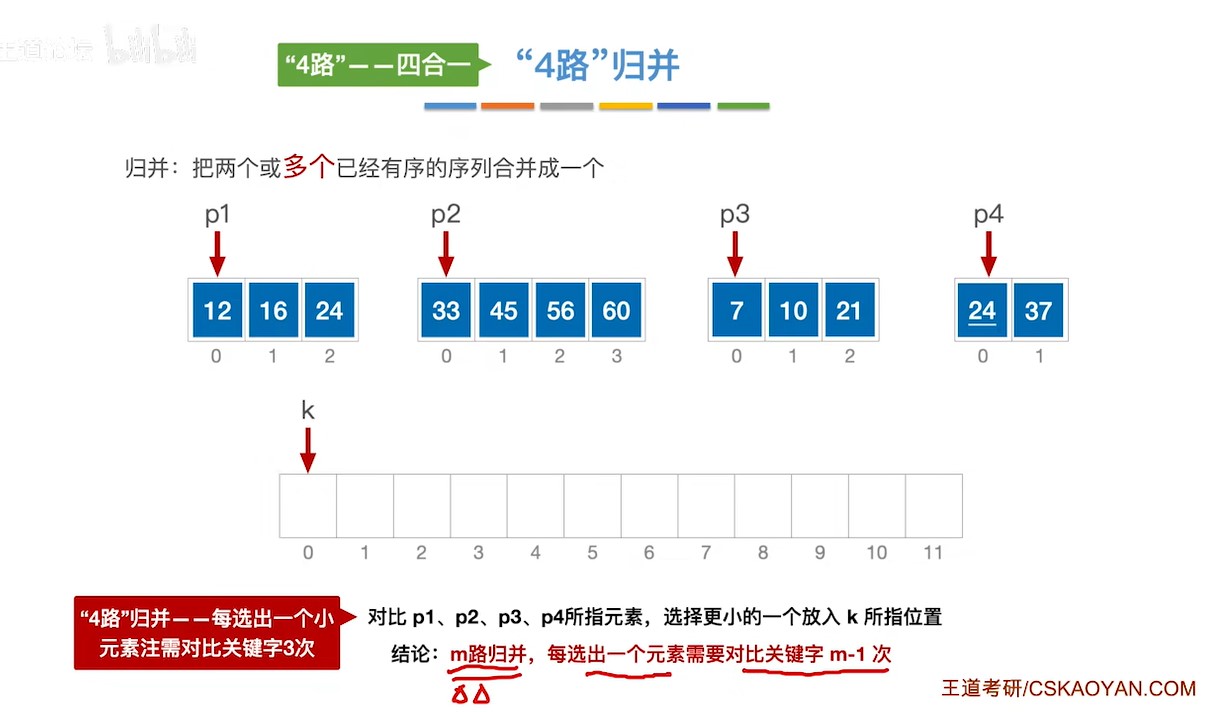 王道论坛 bilibili
“4路”——四合一
“4路”归并
归并：把两个或多个已经有序的序列合并成一个
p1 p2 p3 p4
12 16 24 33 45 56 60 7 10 21 24 37
0 1 2 0 1 2 3 0 1 2 0 1
k
0 1 2 3 4 5 6 7 8 9 10 11
“4路”归并——每选出一个小
元素注需对比关键字3次
对比 p1、p2、p3、p4所指元素，选择更小的一个放入 k 所指位置
结论：m路归并，每选出一个元素需要对比关键字 m-1 次
王道考研/CSKAOYAN.COM